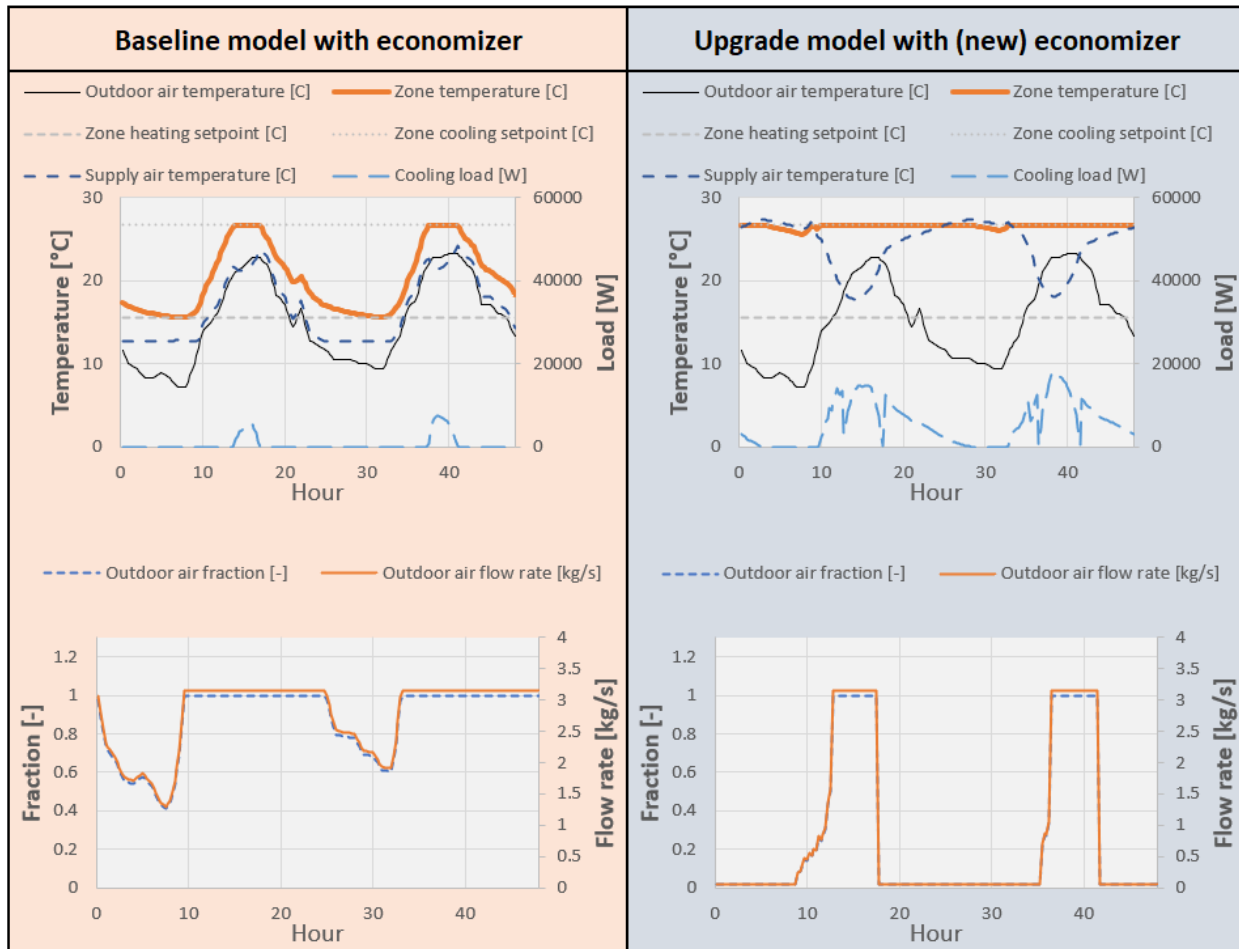 Baseline model with economizer
Upgrade model with (new) economizer
Outdoor air temperature [C]
Zone temperature [C]
Zone heating setpoint [C]
Zone cooling setpoint [C]
Supply air temperature [C]
Cooling load [W]
30
20
10
0
Temperature [°C]
60000
40000
20000
0
Load [W]
0 10 20 30 40
Hour
Outdoor air fraction [-]
Outdoor air flow rate [kg/s]
1.2
1
0.8
0.6
0.4
0.2
0
Fraction [-]
4
3.5
3
2.5
2
1.5
1
0.5
0
Flow rate [kg/s]
0 10 20 30 40
Hour
Outdoor air temperature [C]
Zone temperature [C]
Zone heating setpoint [C]
Zone cooling setpoint [C]
Supply air temperature [C]
Cooling load [W]
30
20
10
0
Temperature [°C]
60000
40000
20000
0
Load [W]
0 10 20 30 40
Hour
Outdoor air fraction [-]
Outdoor air flow rate [kg/s]
1.2
1
0.8
0.6
0.4
0.2
0
Fraction [-]
4
3.5
3
2.5
2
1.5
1
0.5
0
Flow rate [kg/s]
0 10 20 30 40
Hour